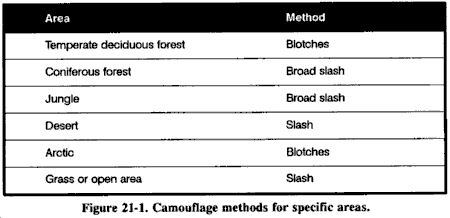 Area Method
Temperate deciduous forest Blotches
Coniferous forest Broad slash
Jungle Broad slash
Desert Slash
Arctic Blotches
Grass or open area Slash
Figure 21-1. Camouflage methods for specific areas.